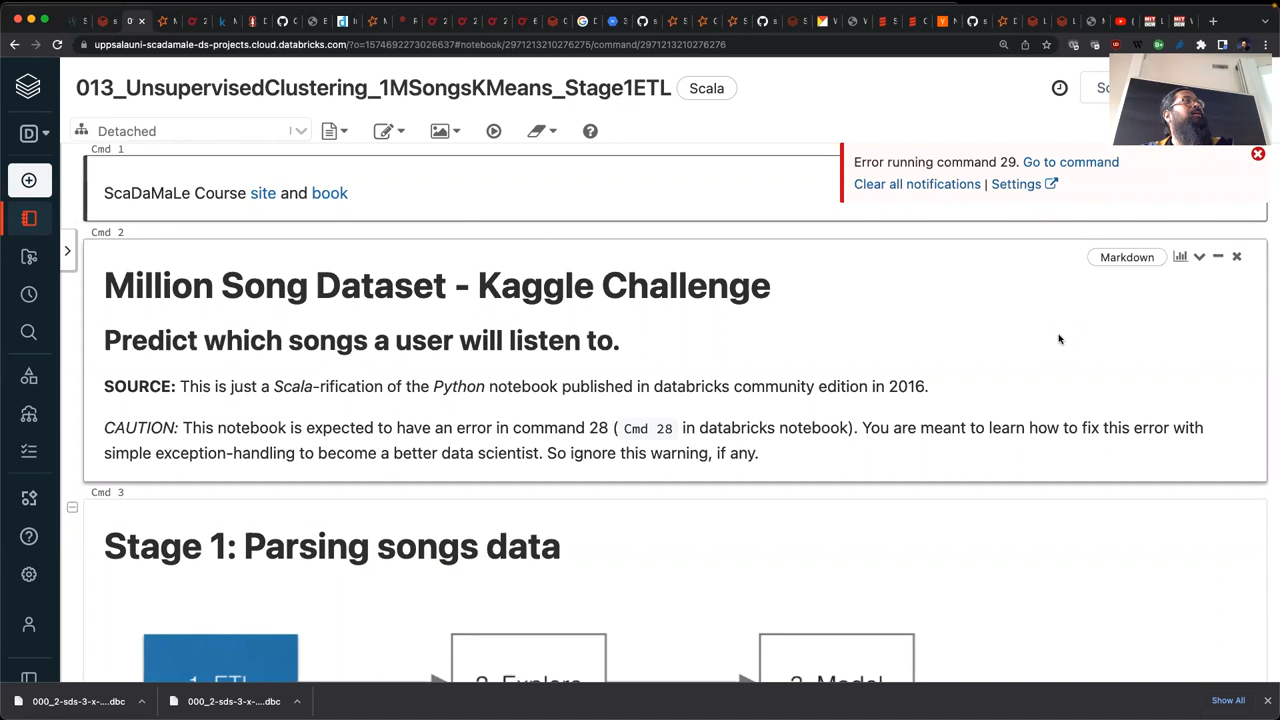 uppsalauni-scadamale-ds-projects.cloud.databricks.com/?o=1574692273026637#notebook/2971213210276275/command/2971213210276276
013_UnsupervisedClustering_1MSongsKMeans_Stage1ETL
Scala
Detached
Cmd 1
Error running command 29. Go to command
Clear all notifications | Settings
ScaDaMaLe Course site and book
Cmd 2
Markdown
Million Song Dataset - Kaggle Challenge
Predict which songs a user will listen to.
SOURCE: This is just a Scala-rification of the Python notebook published in databricks community edition in 2016.
CAUTION: This notebook is expected to have an error in command 28 ( Cmd 28 in databricks notebook). You are meant to learn how to fix this error with
simple exception-handling to become a better data scientist. So ignore this warning, if any.
Cmd 3
Stage 1: Parsing songs data
1. ETL
2. Explore
3. Model
000_2-sds-3-x-....dbc
000_2-sds-3-x-....dbc
Show All